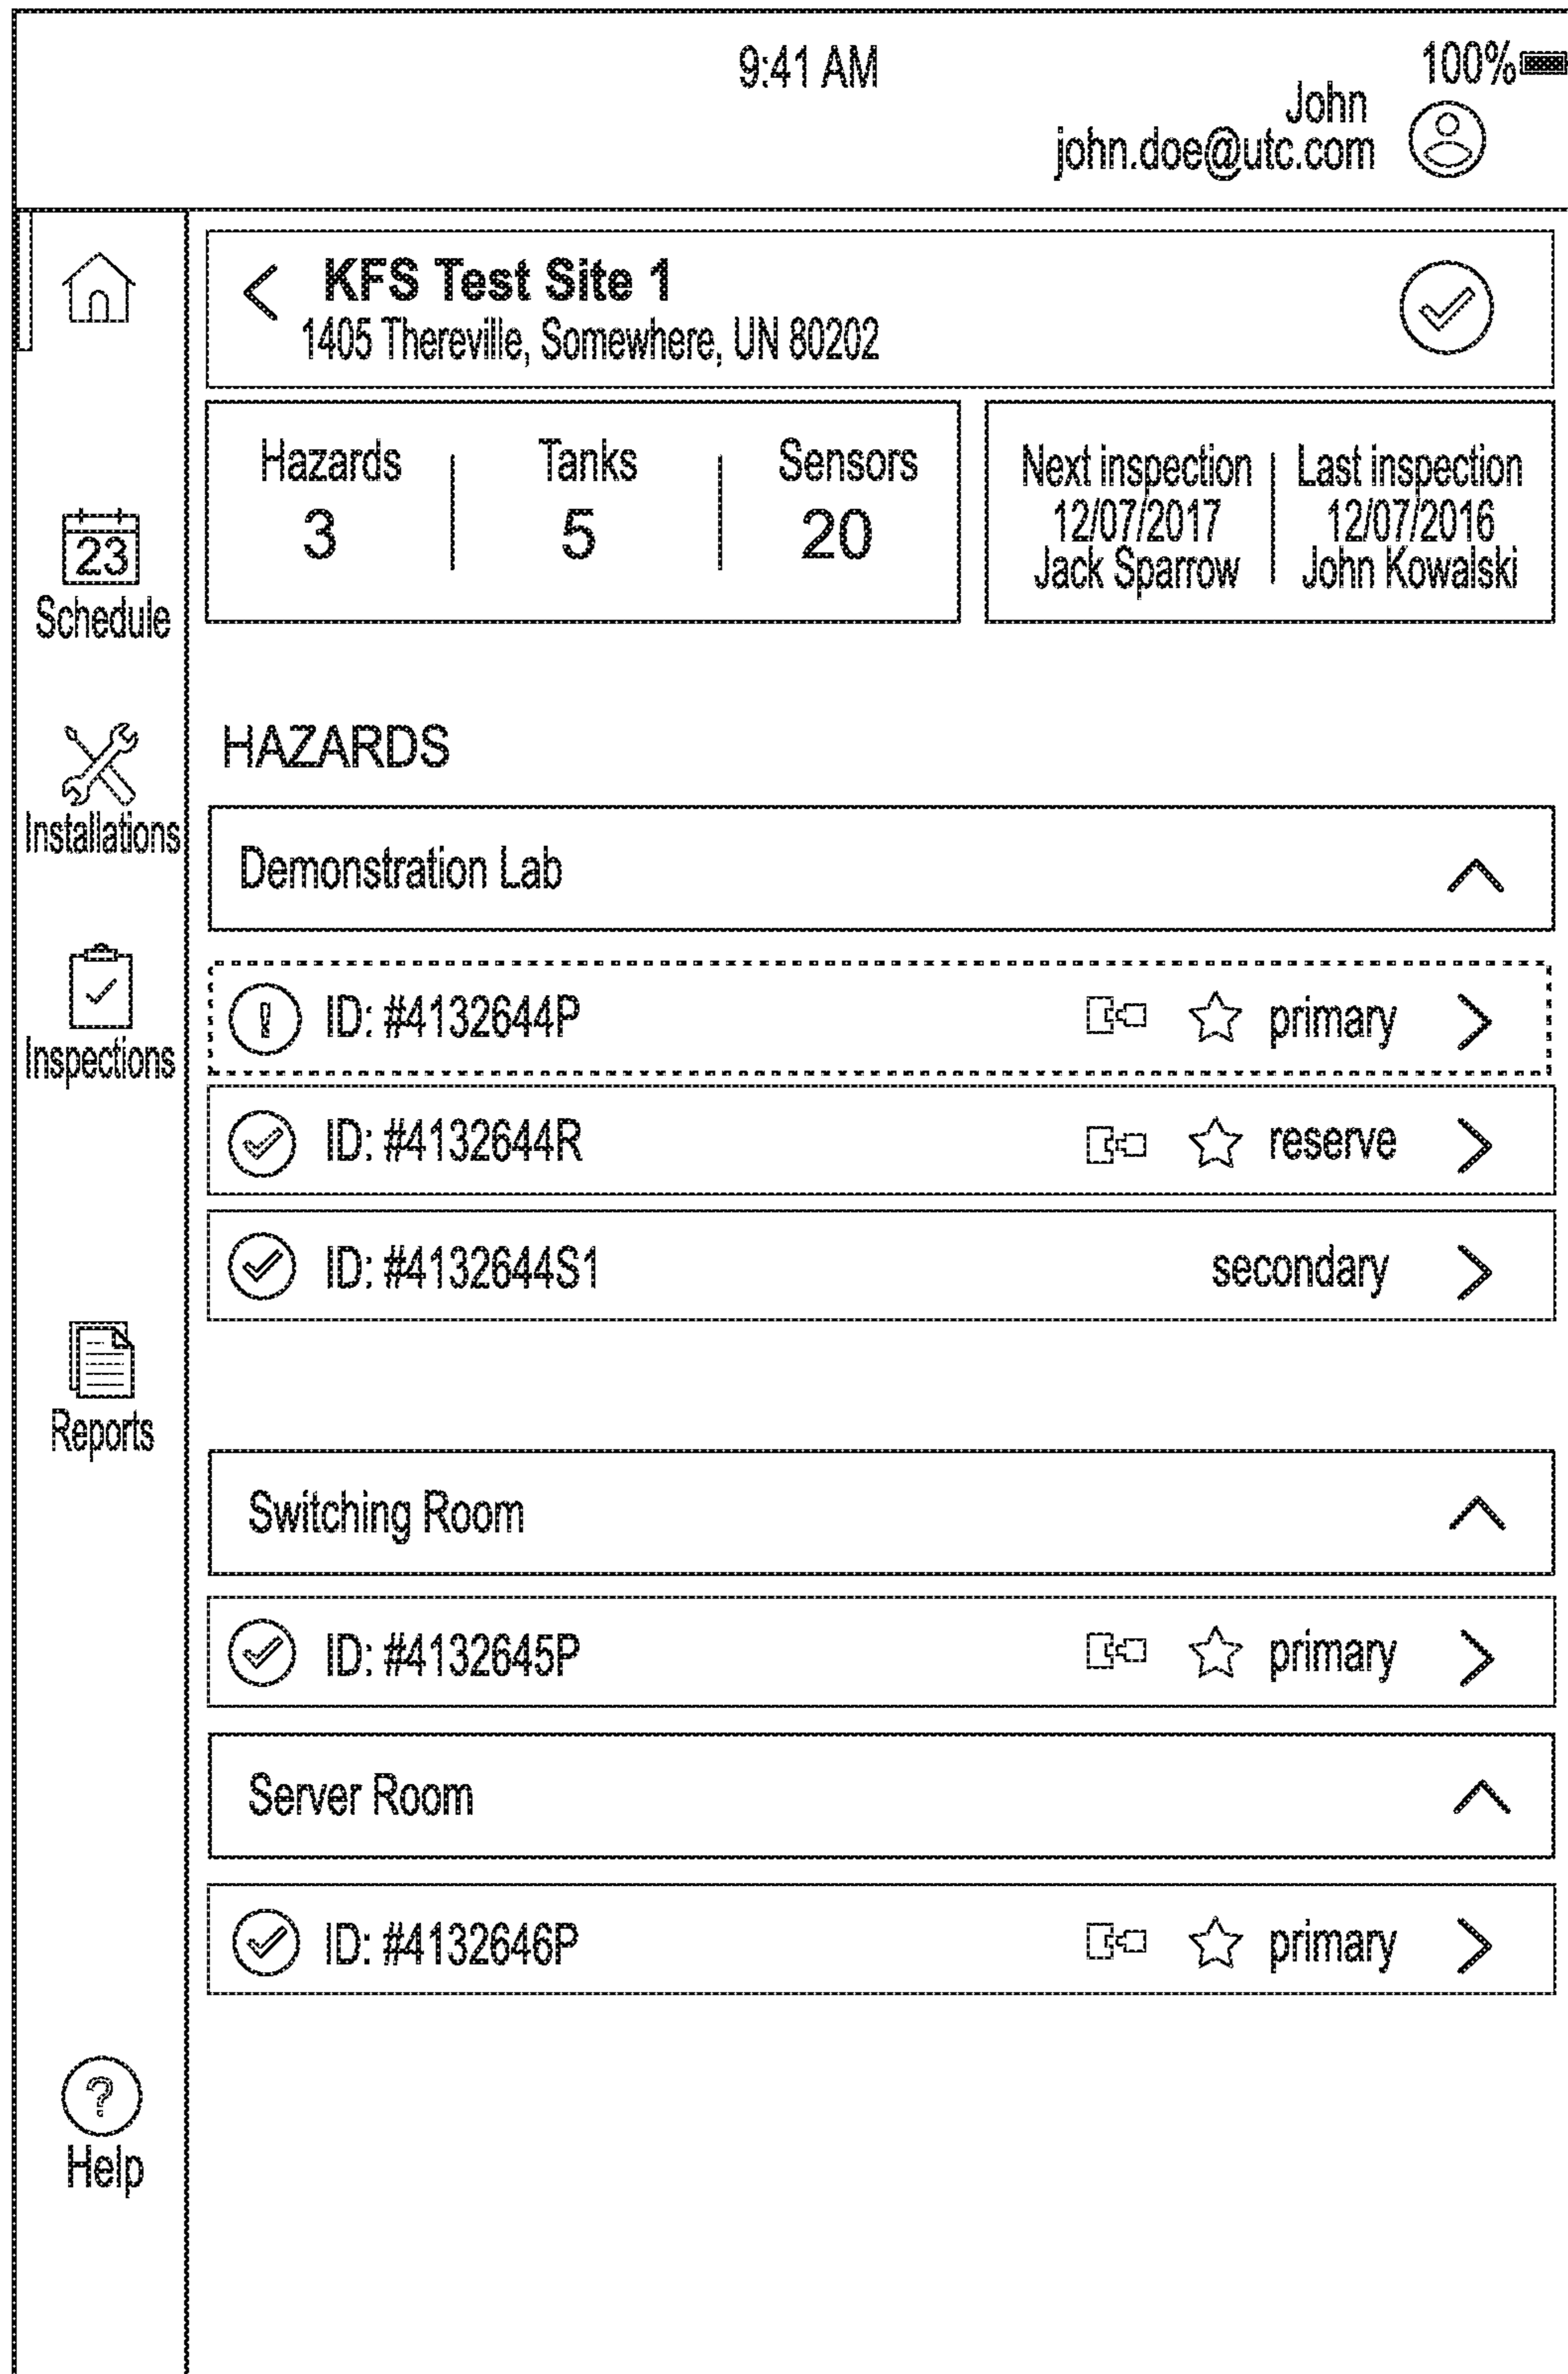 9:41 AM
100%
John
john.doe@utc.com
KFS Test Site 1
1405 Thereville, Somewhere, UN 80202
Hazards
3
Tanks
5
Sensors
20
Next inspection
12/07/2017
Jack Sparrow
Last inspection
12/07/2016
John Kowalski
23
Schedule
Installations
Inspections
Reports
?
Help
HAZARDS
Demonstration Lab
! ID: #4132644P primary
ID: #4132644R reserve
ID: #4132644S1 secondary
Switching Room
ID: #4132645P primary
Server Room
ID: #4132646P primary